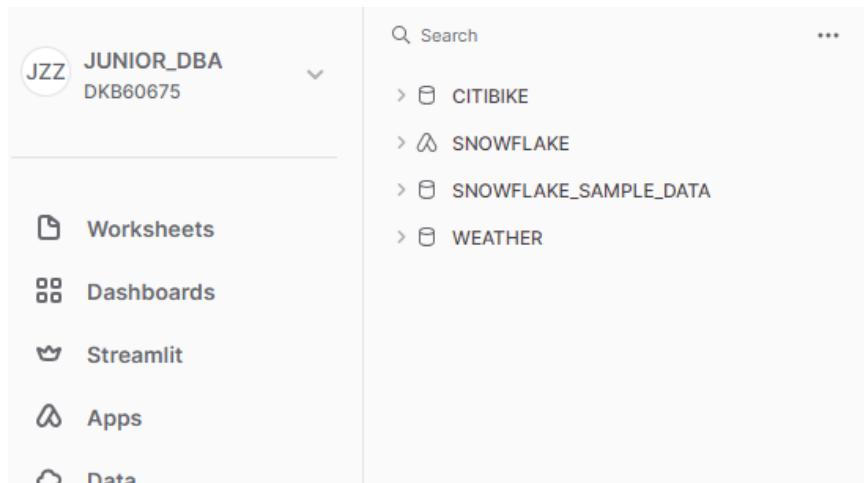 JZZ
JUNIOR_DBA
DKB60675
Worksheets
Dashboards
Streamlit
Apps
Data
Search
CITIBIKE
SNOWFLAKE
SNOWFLAKE_SAMPLE_DATA
WEATHER